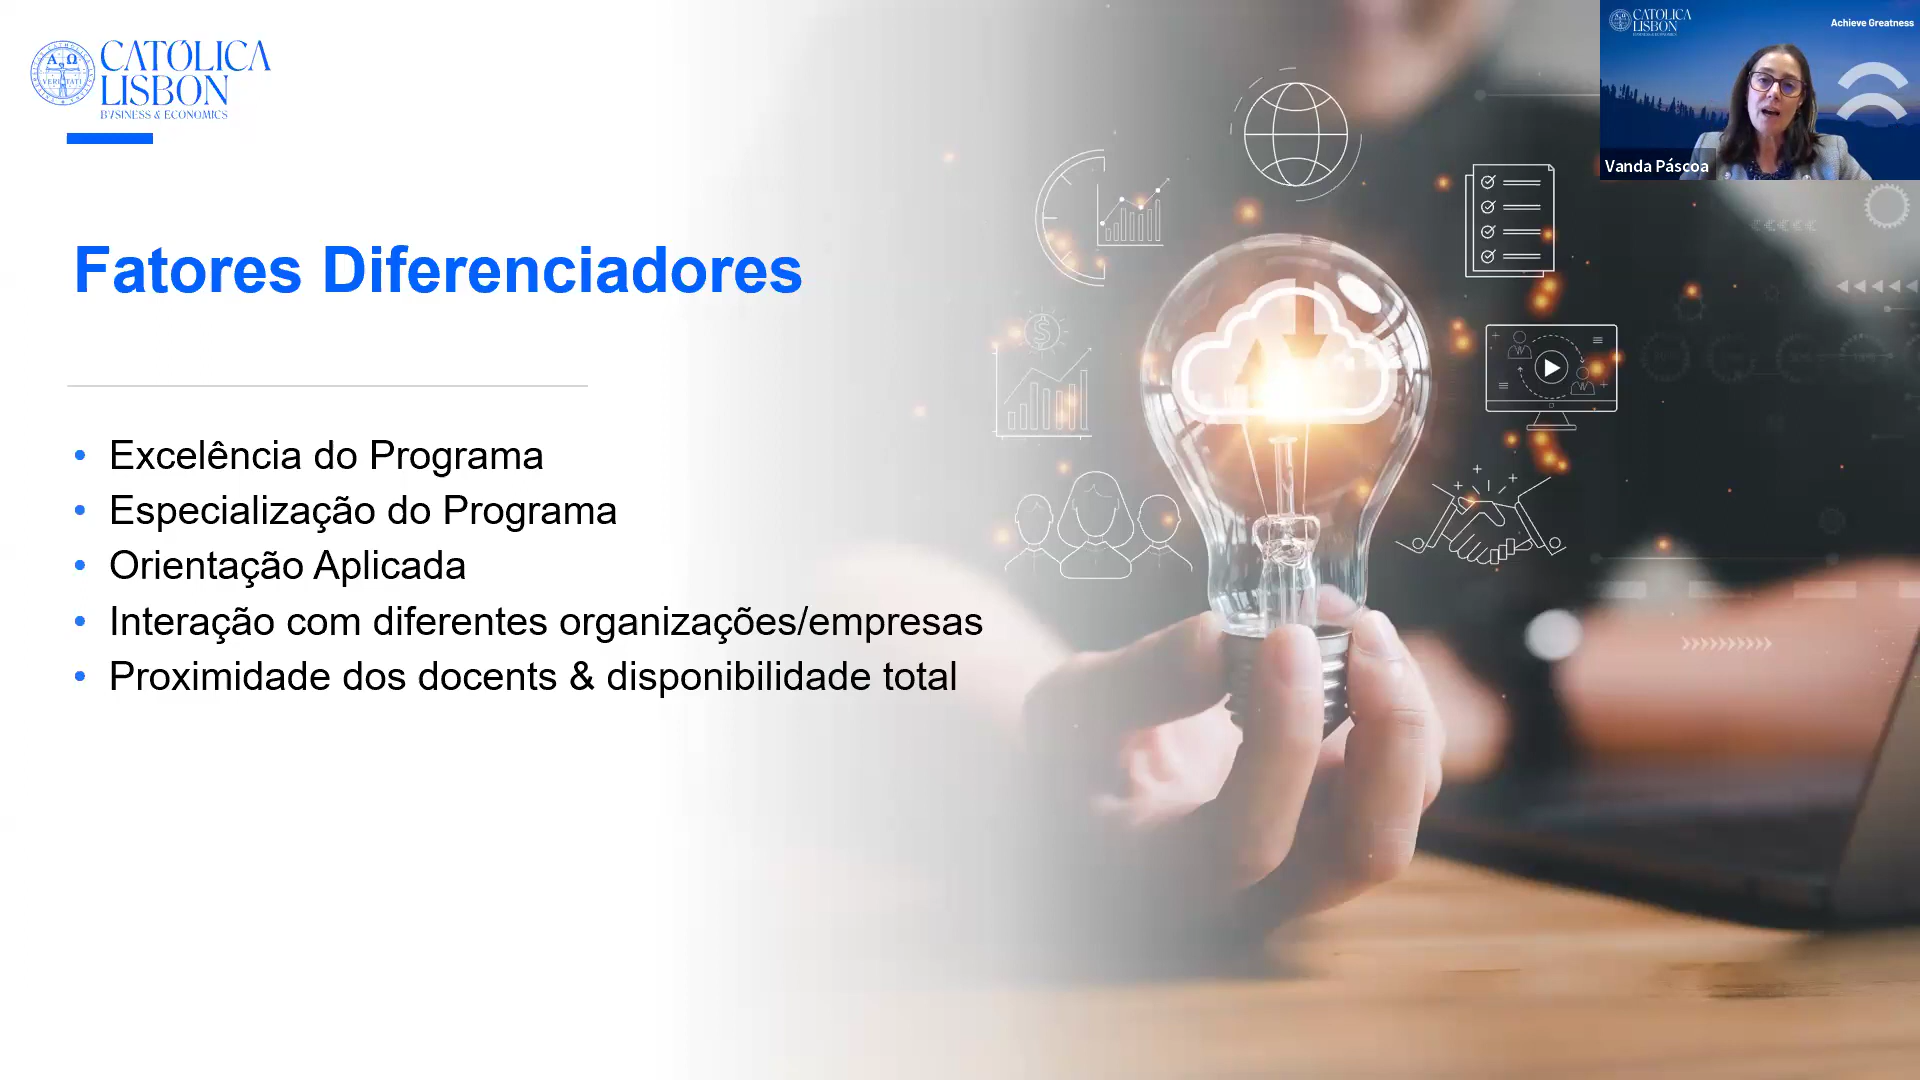 CATÓLICA
LISBON
BUSINESS & ECONOMICS
CATÓLICA
LISBON
Achieve Greatness
Vanda Páscoa
Fatores Diferenciadores
• Excelência do Programa
• Especialização do Programa
• Orientação Aplicada
• Interação com diferentes organizações/empresas
• Proximidade dos docents & disponibilidade total